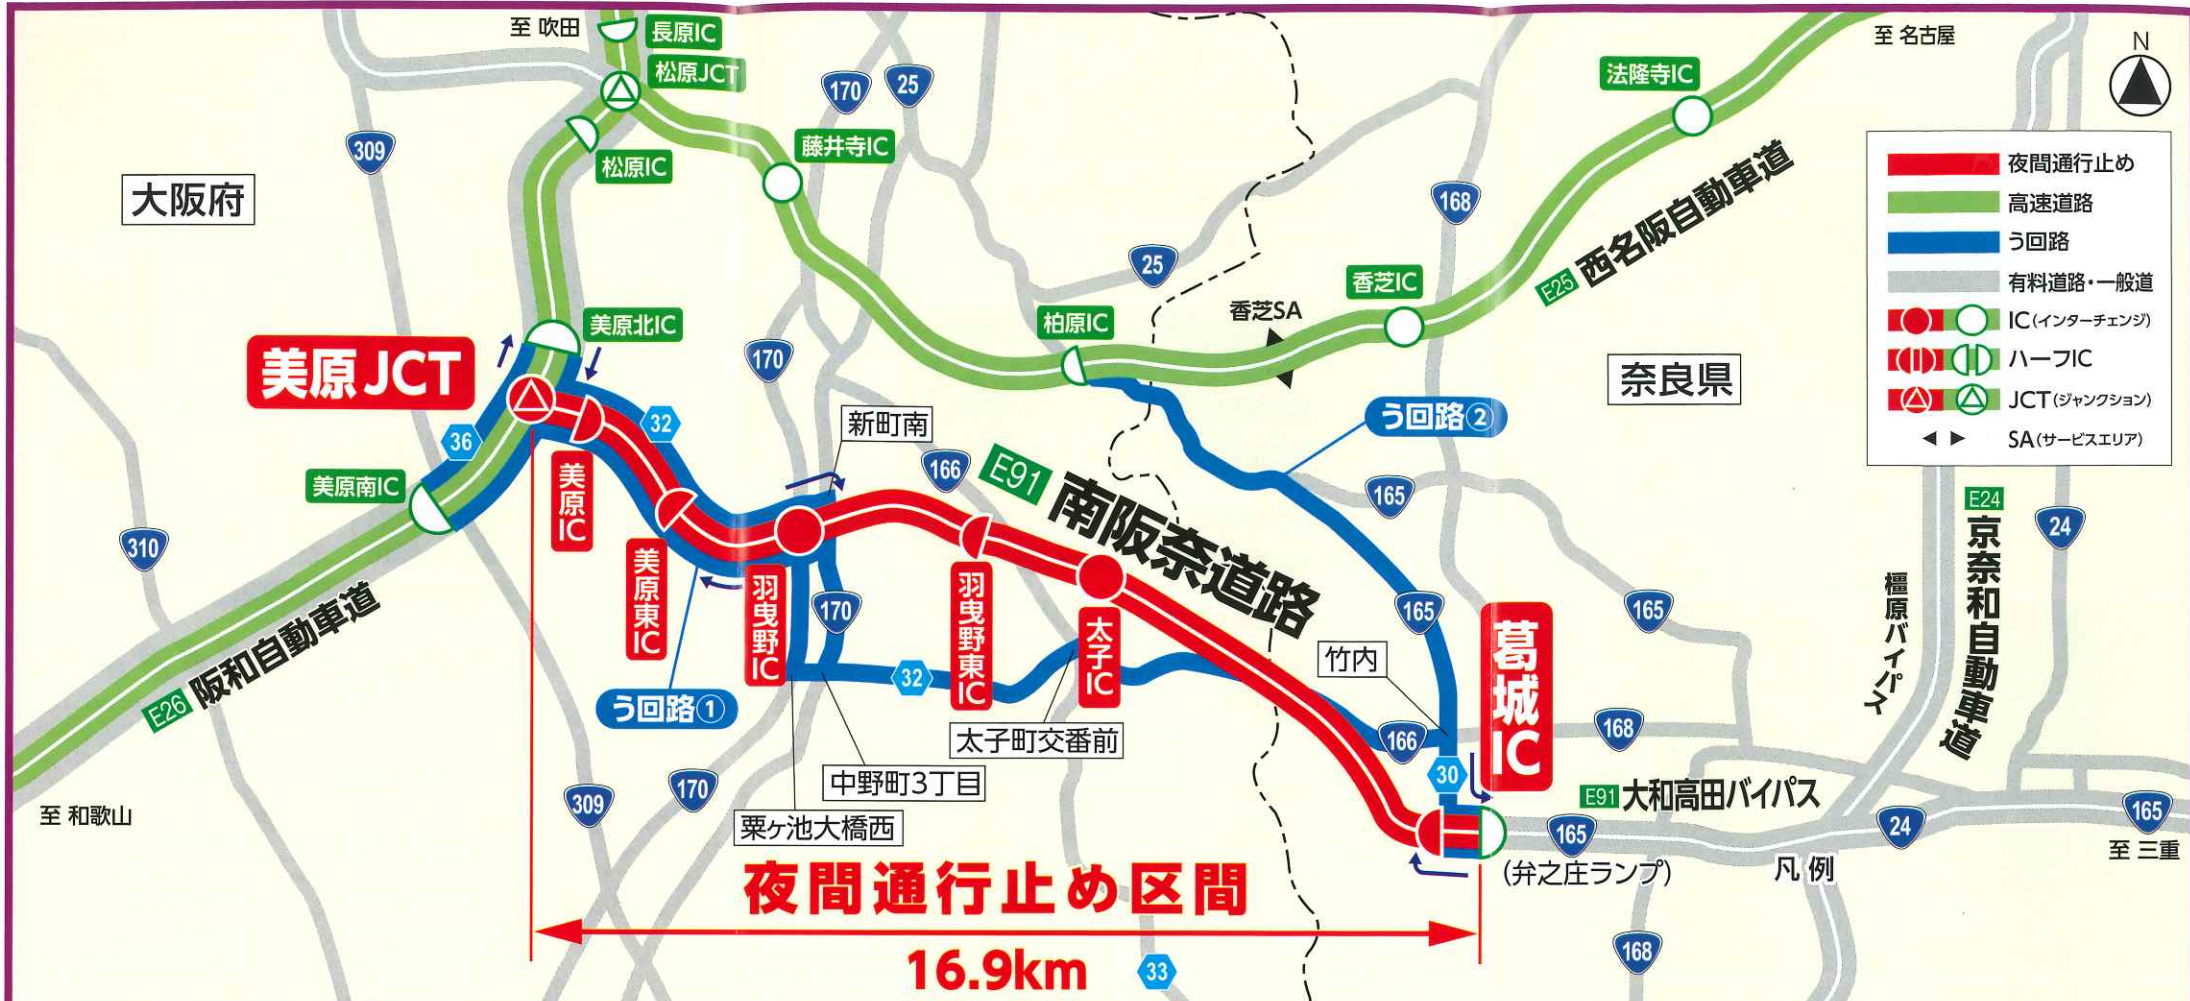 至 吹田
長原IC
松原JCT
170
25
法隆寺IC
至 名古屋
N
309
松原IC
藤井寺IC
大阪府
168
E25 西名阪自動車道
夜間通行止め
高速道路
う回路
有料道路・一般道
IC(インターチェンジ)
ハーフIC
JCT(ジャンクション)
SA(サービスエリア)
25
香芝IC
香芝SA
柏原IC
美原北IC
美原JCT
170
奈良県
新町南
う回路②
32
36
166
美原南IC
美原IC
E91 南阪奈道路
165
E24 京奈和自動車道
24
310
美原東IC
羽曳野IC
170
羽曳野東IC
太子IC
165
165
橿原バイパス
E26 阪和自動車道
竹内
葛城IC
う回路①
32
太子町交番前
166
168
中野町3丁目
30
E91 大和高田バイパス
170
309
至 和歌山
粟ヶ池大橋西
165
24
165
至 三重
(弁之庄ランプ)
凡 例
夜間通行止め区間
16.9km
33
168